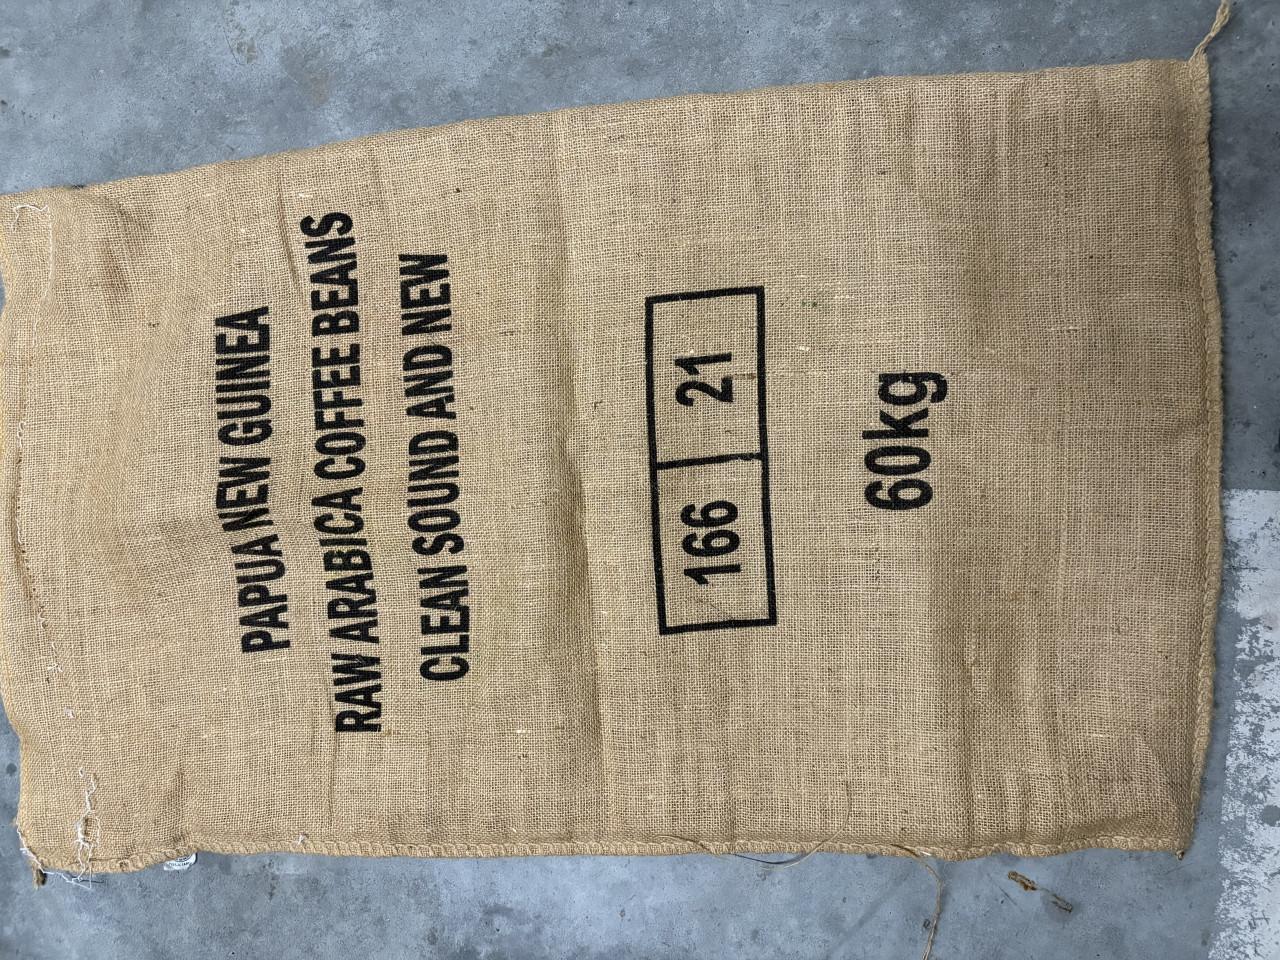 PAPUA NEW GUINEA
RAW ARABICA COFFEE BEANS
CLEAN SOUND AND NEW
166 21
60kg